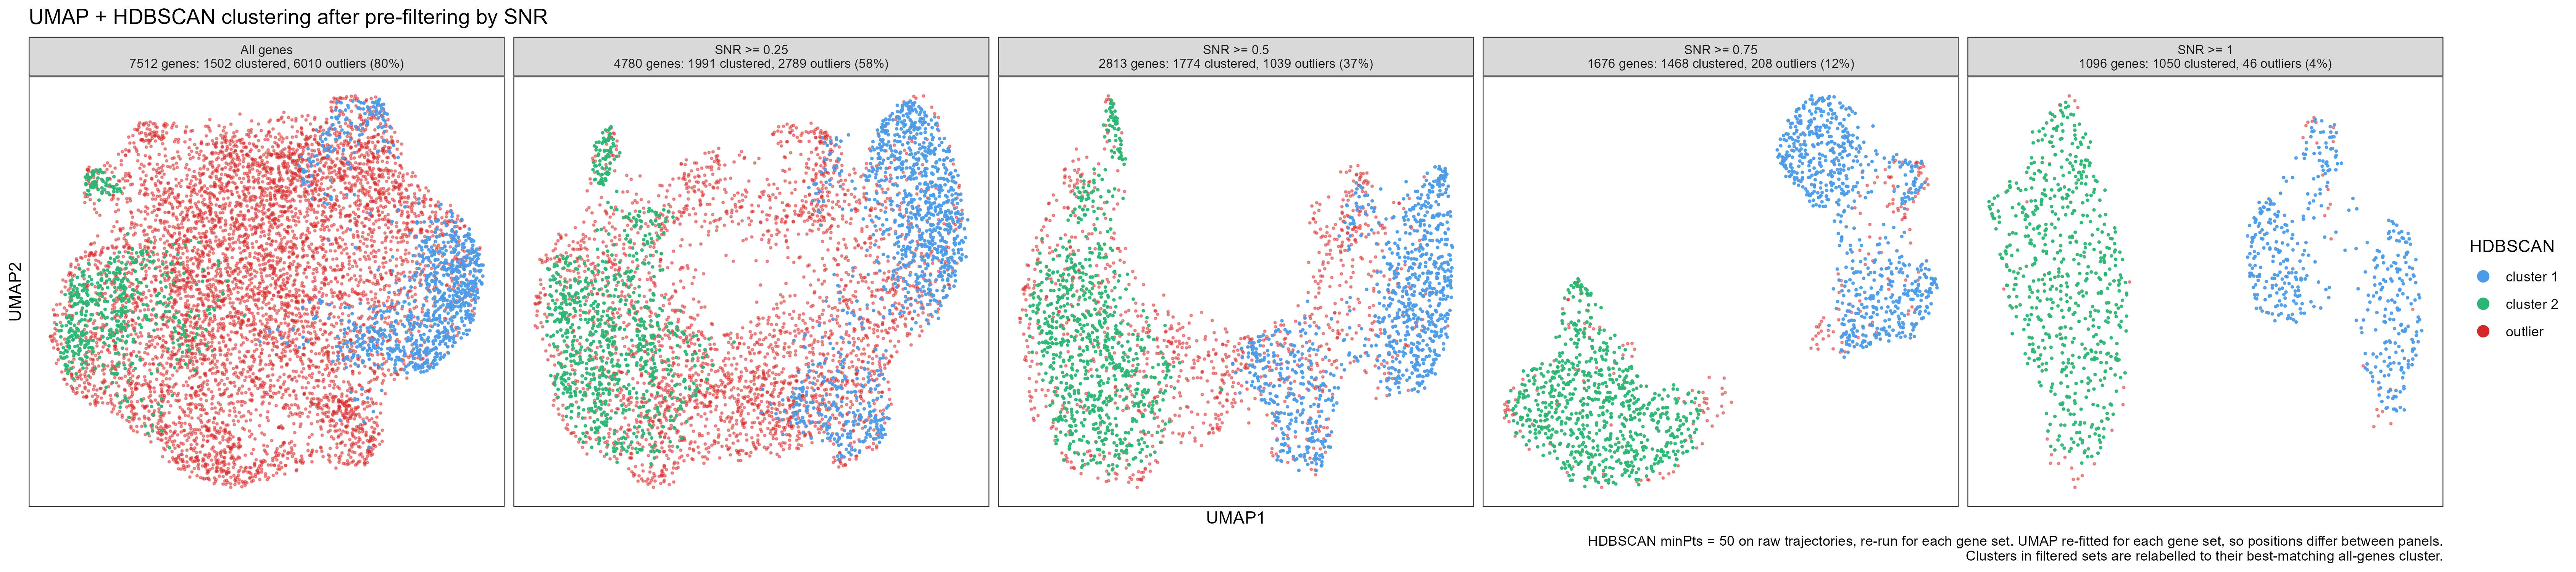 UMAP + HDBSCAN clustering after pre-filtering by SNR
All genes
7512 genes: 1502 clustered, 6010 outliers (80%)
SNR >= 0.25
4780 genes: 1991 clustered, 2789 outliers (58%)
SNR >= 0.5
2813 genes: 1774 clustered, 1039 outliers (37%)
SNR >= 0.75
1676 genes: 1468 clustered, 208 outliers (12%)
SNR >= 1
1096 genes: 1050 clustered, 46 outliers (4%)
UMAP2
UMAP1
HDBSCAN
cluster 1
cluster 2
outlier
HDBSCAN minPts = 50 on raw trajectories, re-run for each gene set. UMAP re-fitted for each gene set, so positions differ between panels.
Clusters in filtered sets are relabelled to their best-matching all-genes cluster.